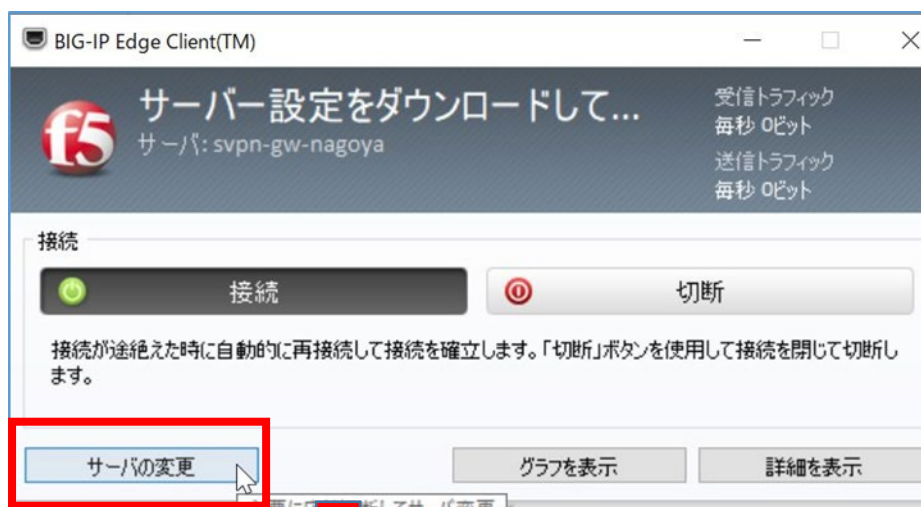 BIG-IP Edge Client(TM)
サーバー設定をダウンロードして...
サーバ: svpn-gw-nagoya
受信トラフィック
毎秒 0ビット
送信トラフィック
毎秒 0ビット
f5
接続
接続
切断
接続が途絶えた時に自動的に再接続して接続を確立します。「切断」ボタンを使用して接続を閉じて切断し
ます。
サーバの変更
グラフを表示
詳細を表示